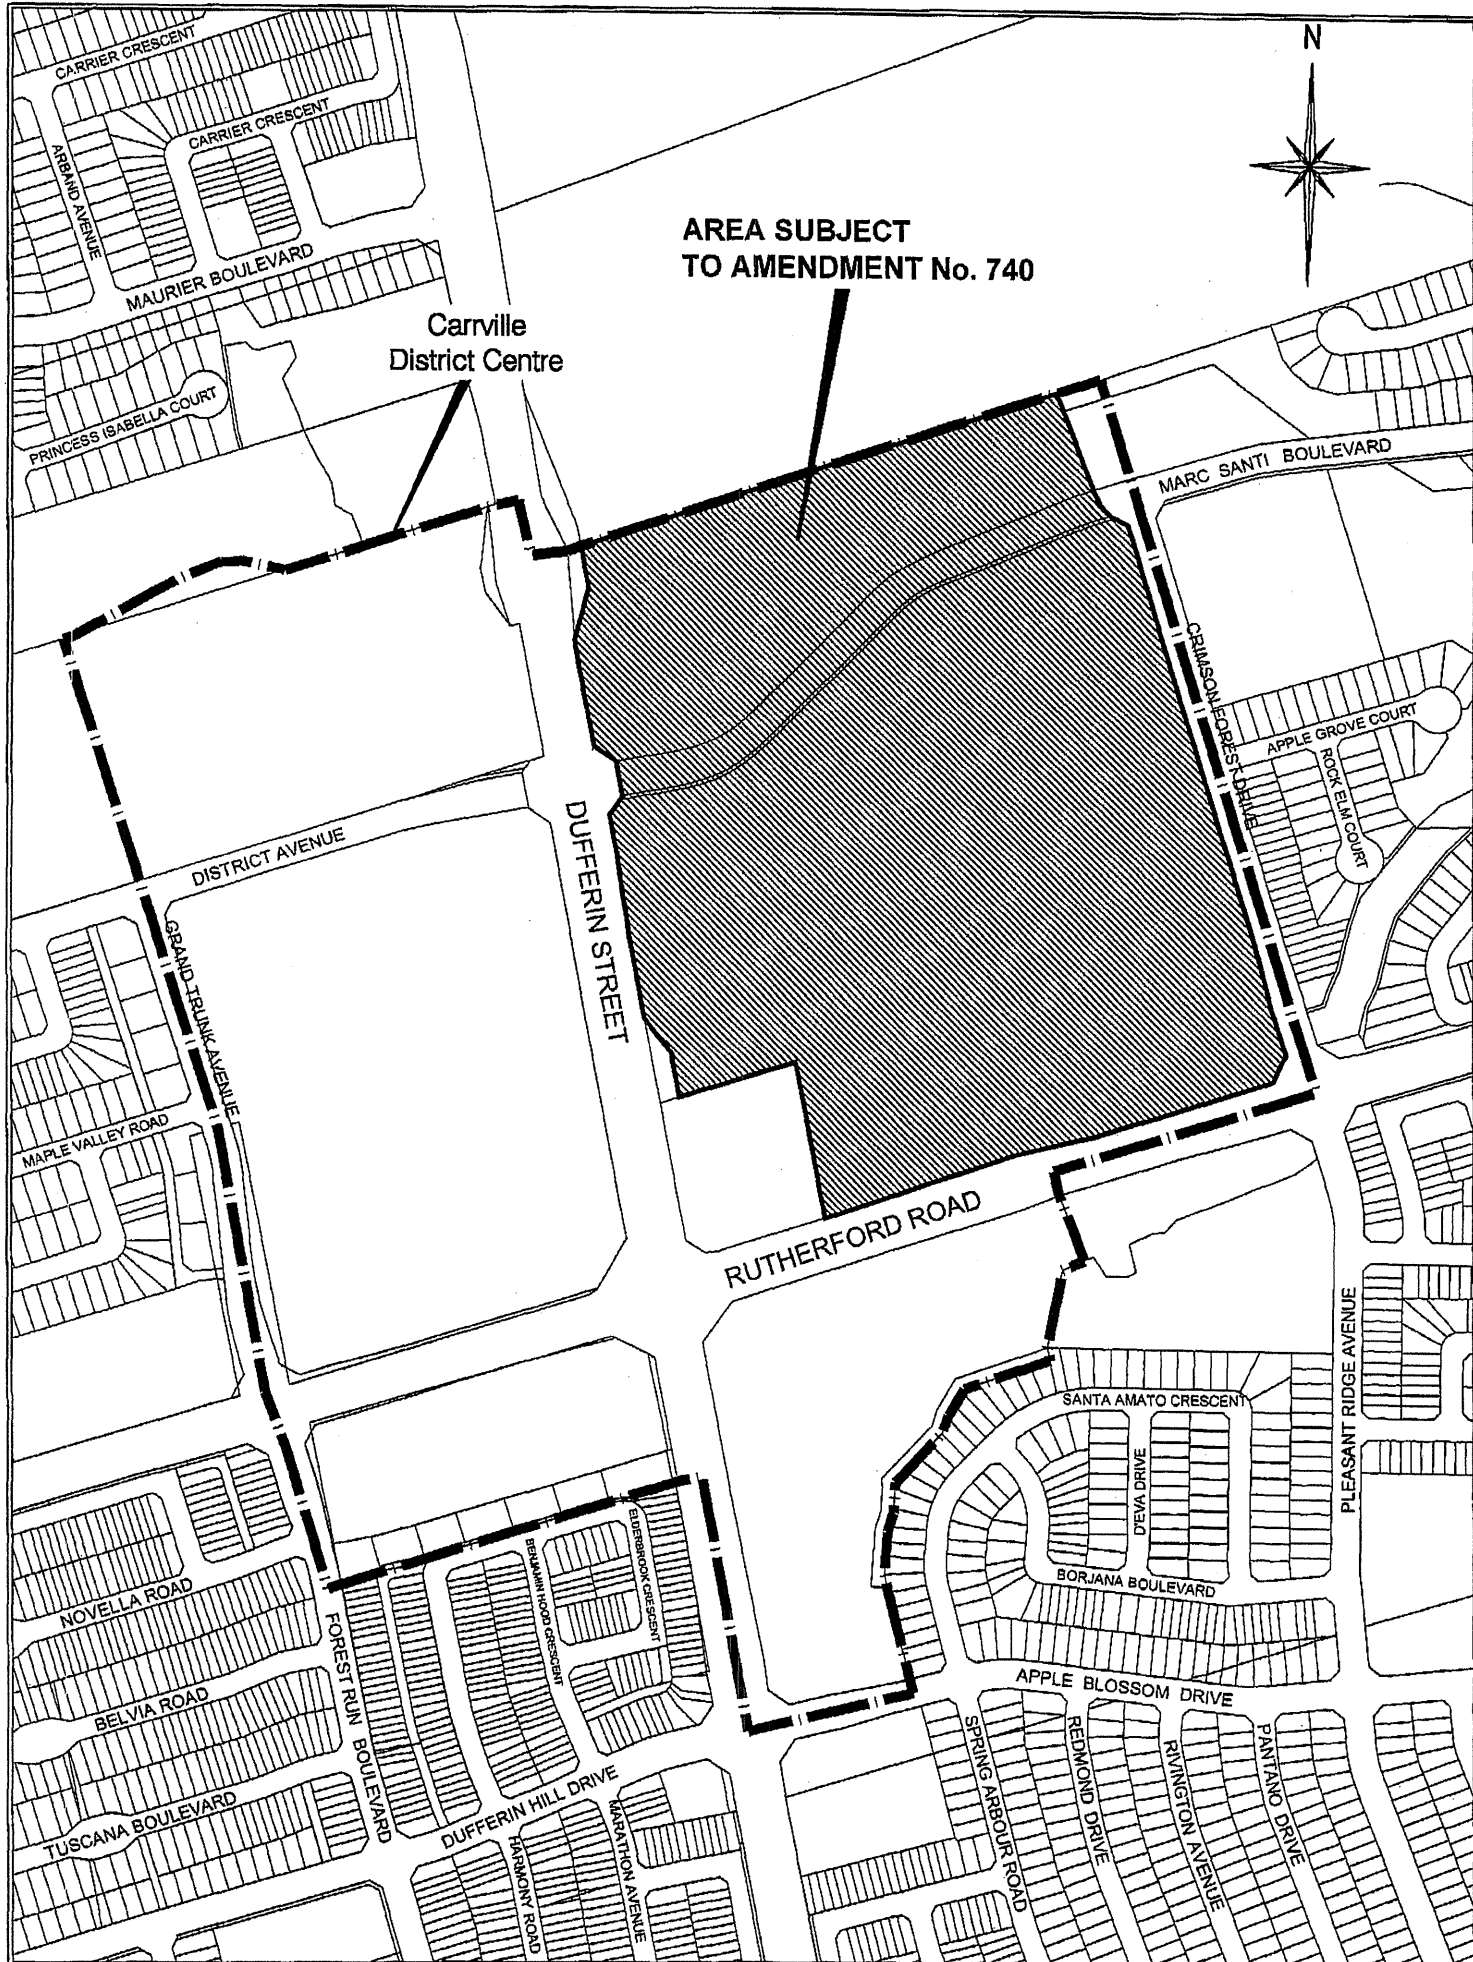 N
CARRIER CRESCENT
CARRIER CRESCENT
ARBAND AVENUE
MAURIER BOULEVARD
AREA SUBJECT
TO AMENDMENT No. 740
Carrville
District Centre
PRINCESS ISABELLA COURT
MARC SANTI BOULEVARD
CRIMSON FOREST DRIVE
APPLE GROVE COURT
ROCK ELM COURT
DISTRICT AVENUE
DUFFERIN STREET
GRAND TRUNK AVENUE
MAPLE VALLEY ROAD
RUTHERFORD ROAD
PLEASANT RIDGE AVENUE
SANTA AMATO CRESCENT
D'EVA DRIVE
BORJANA BOULEVARD
ELDERBROOK CRESCENT
BENJAMIN HOOD CRESCENT
NOVELLA ROAD
FOREST RUN BOULEVARD
BELVIA ROAD
APPLE BLOSSOM DRIVE
TUSCANA BOULEVARD
DUFFERIN HILL DRIVE
HARMONY ROAD
MARATHON AVENUE
SPRING ARBOUR ROAD
REDMOND DRIVE
RIVINGTON AVENUE
PANTANO DRIVE